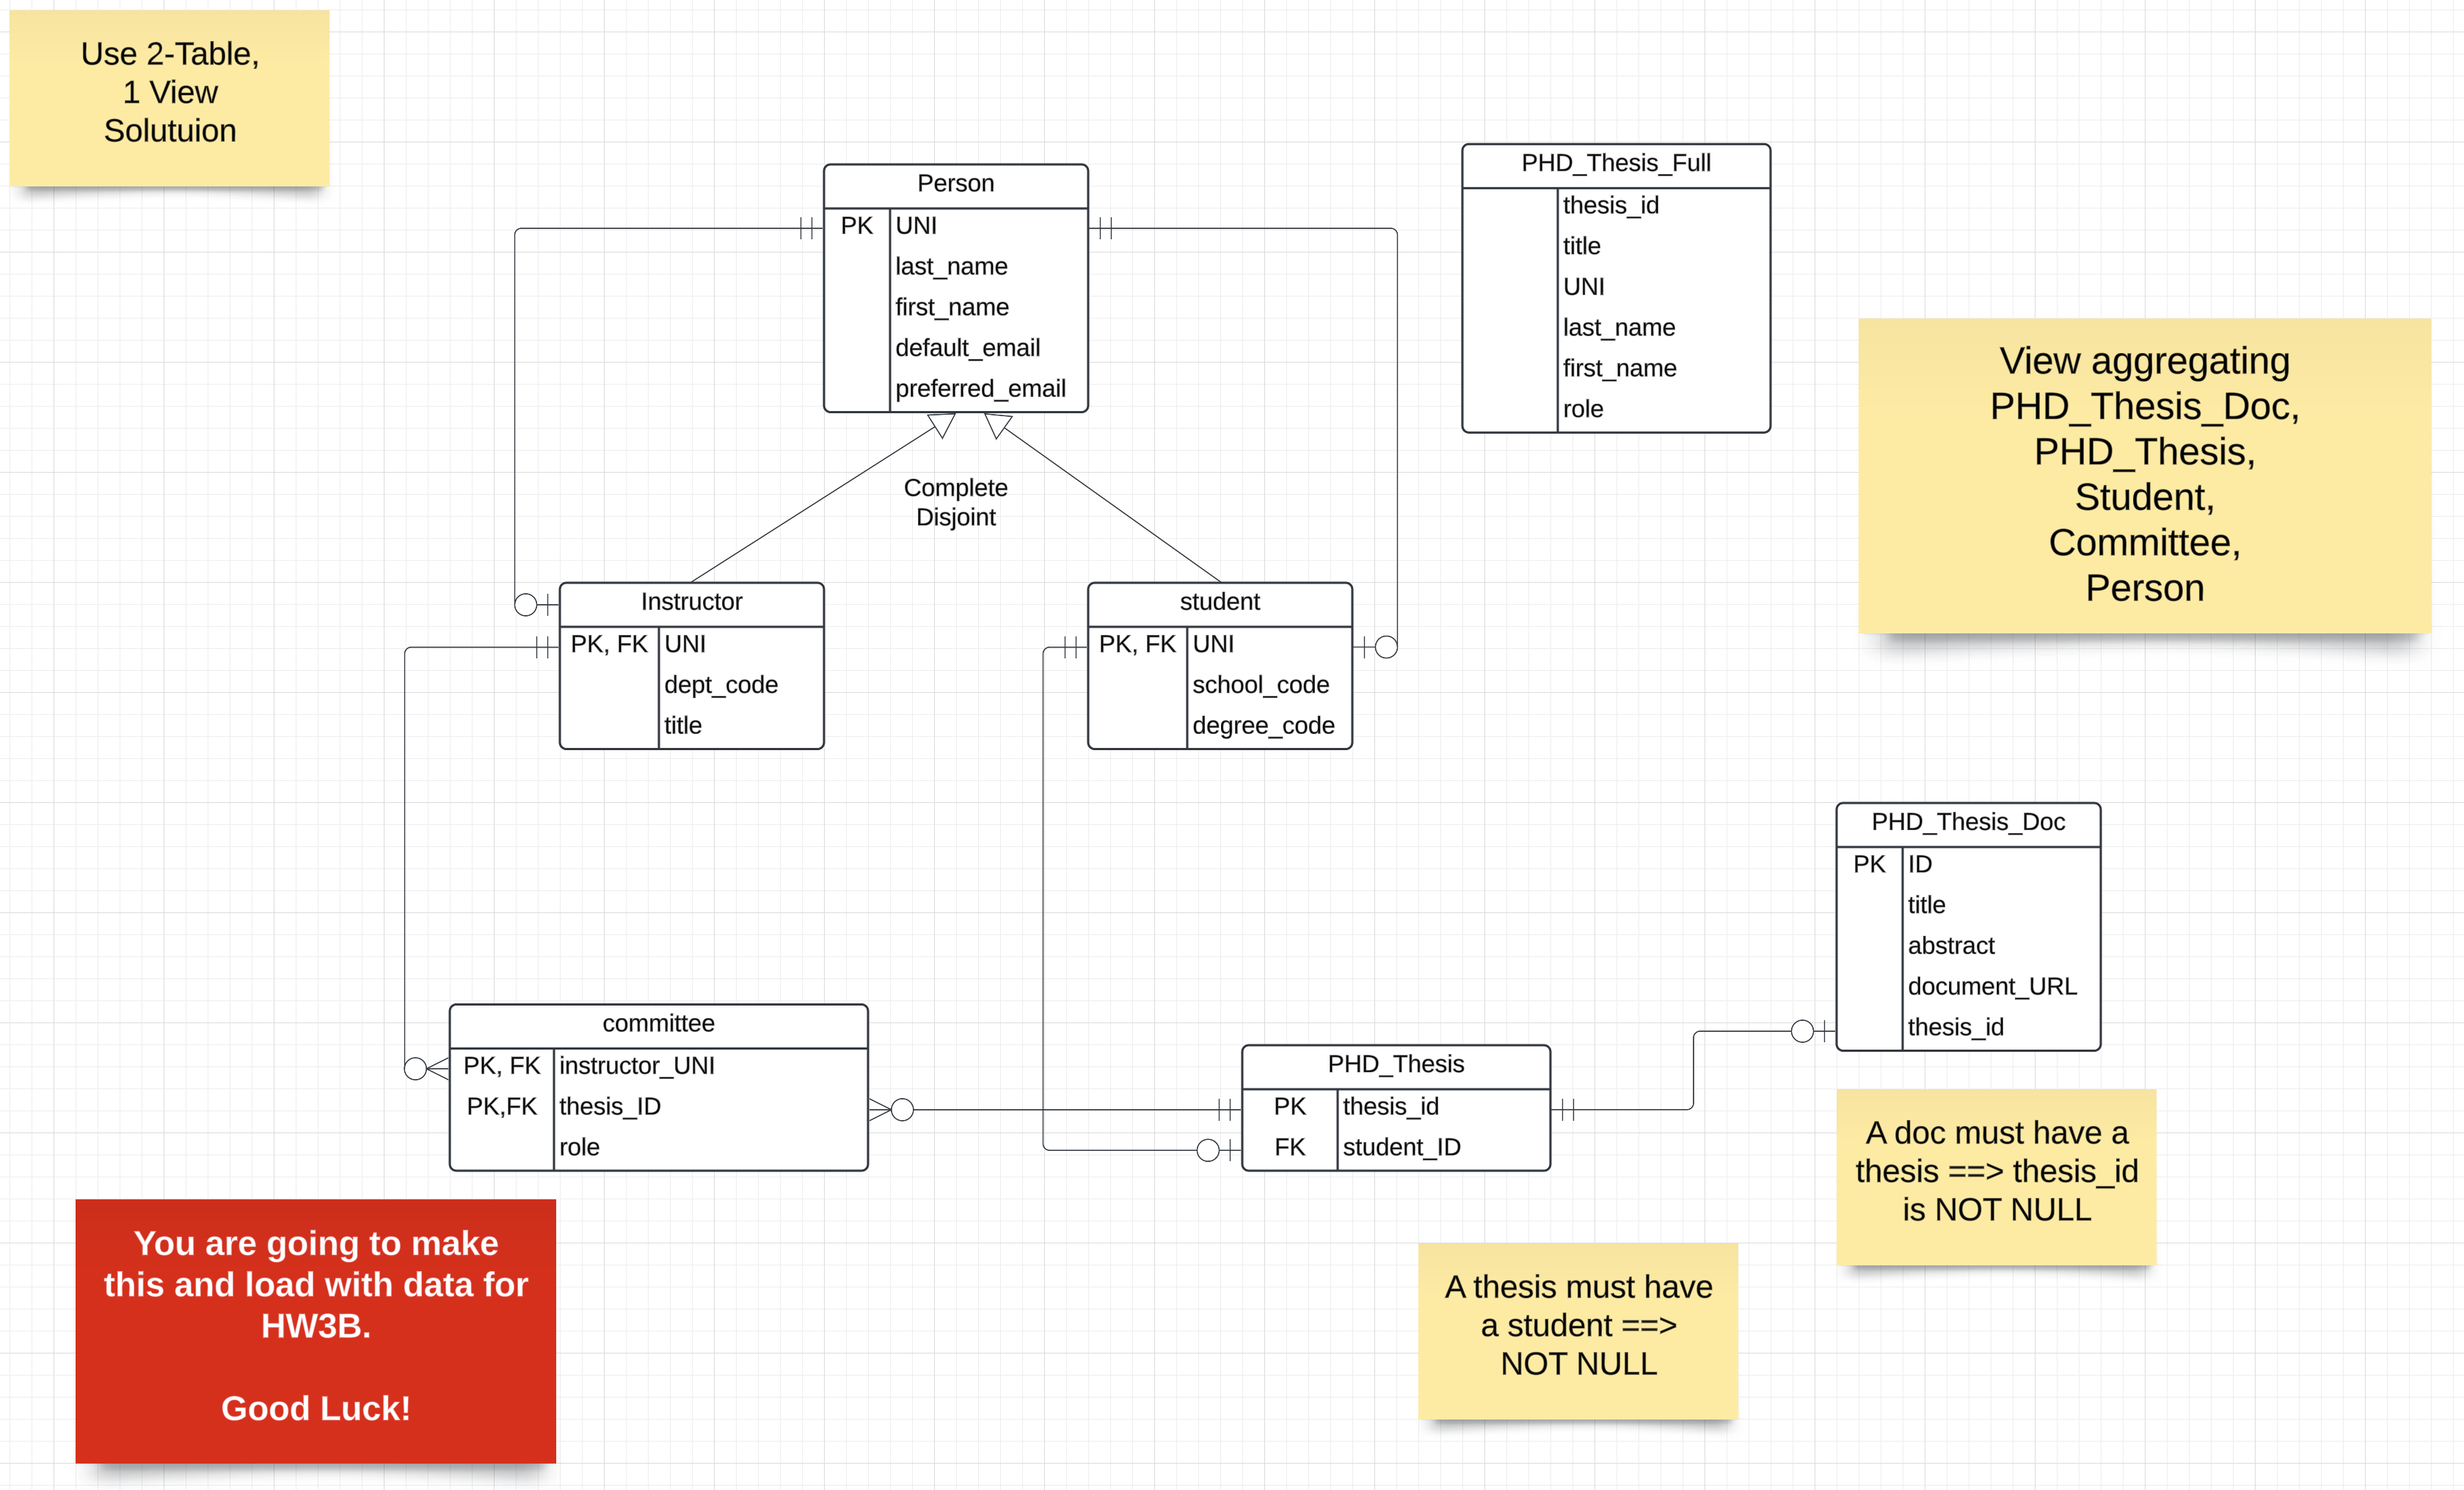 Use 2-Table,
1 View
Solutuion
Person
PK UNI
last_name
first_name
default_email
preferred_email
PHD_Thesis_Full
thesis_id
title
UNI
last_name
first_name
role
View aggregating
PHD_Thesis_Doc,
PHD_Thesis,
Student,
Committee,
Person
Complete
Disjoint
Instructor
PK, FK UNI
dept_code
title
student
PK, FK UNI
school_code
degree_code
PHD_Thesis_Doc
PK ID
title
abstract
document_URL
thesis_id
committee
PK, FK instructor_UNI
PK,FK thesis_ID
role
PHD_Thesis
PK thesis_id
FK student_ID
A doc must have a
thesis ==> thesis_id
is NOT NULL
You are going to make
this and load with data for
HW3B.
Good Luck!
A thesis must have
a student ==>
NOT NULL